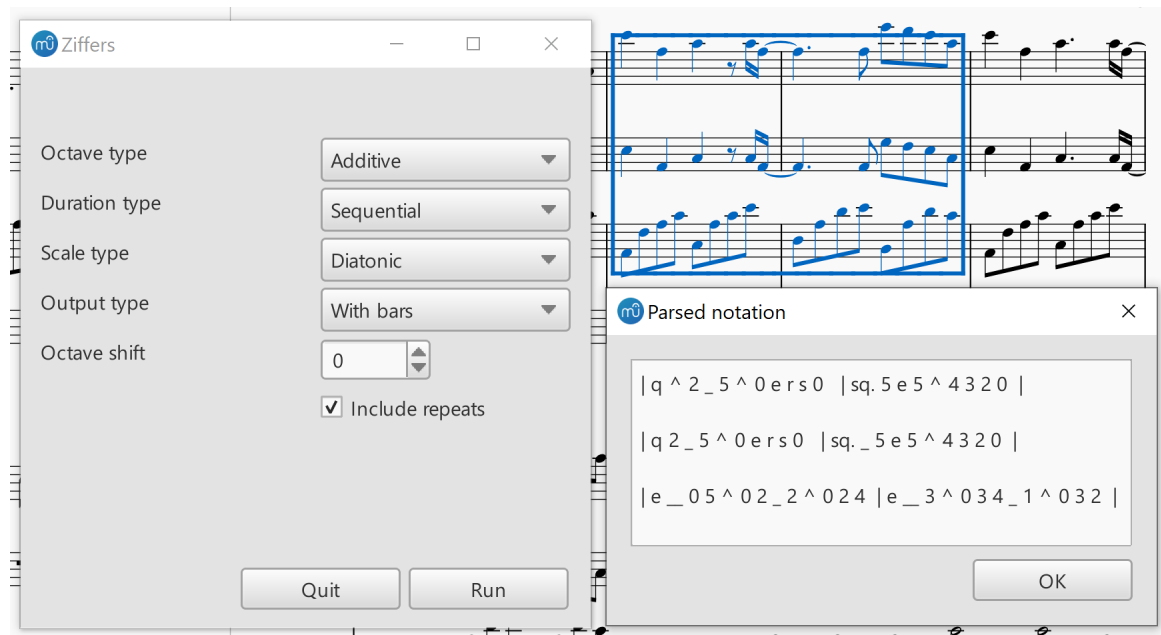 Ziffers
Octave type
Additive
Duration type
Sequential
Scale type
Diatonic
Output type
With bars
Octave shift
0
Include repeats
Quit
Run
Parsed notation
| q ^ 2 _ 5 ^ 0 e r s 0 | sq. 5 e 5 ^ 4 3 2 0 |
| q 2 _ 5 ^ 0 e r s 0 | sq. _ 5 e 5 ^ 4 3 2 0 |
| e __ 0 5 ^ 0 2 _ 2 ^ 0 2 4 | e __ 3 ^ 0 3 4 _ 1 ^ 0 3 2 |
OK